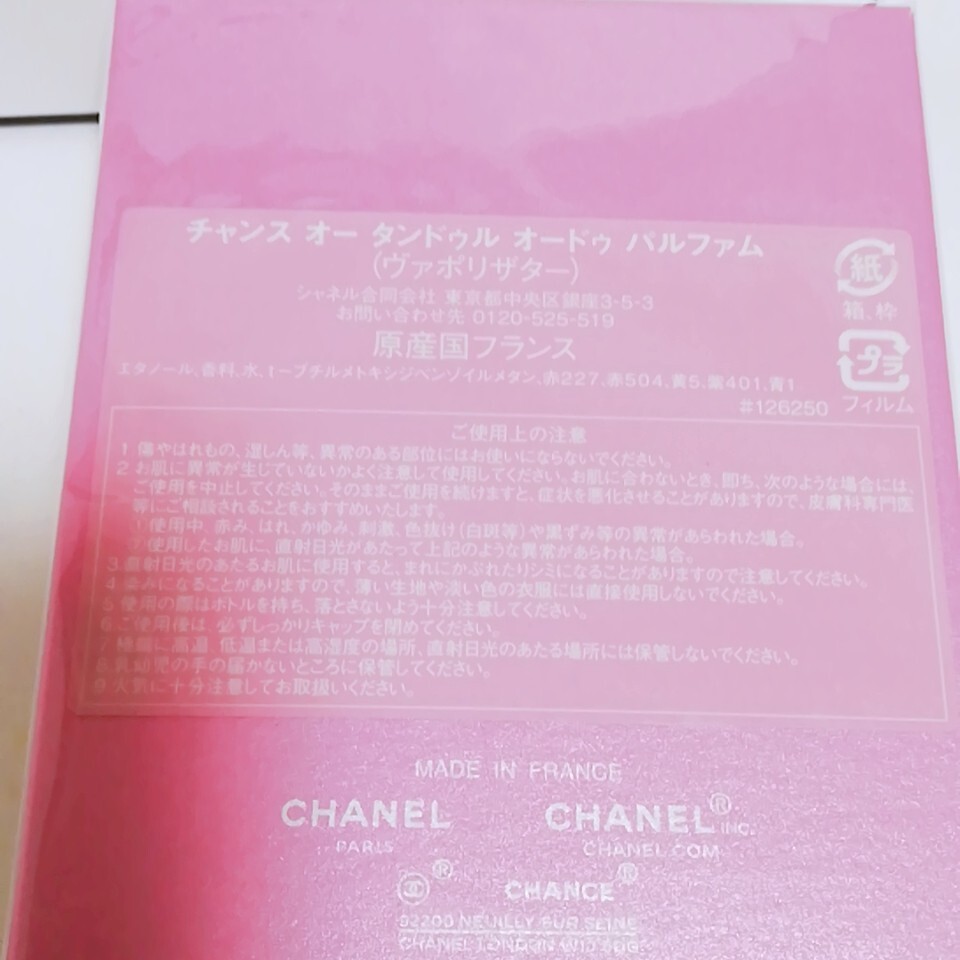 チャンス オー タンドゥル オードゥ パルファム
(ヴァポリザター)
シャネル合同会社 東京都中央区銀座3-5-3
お問い合わせ先 0120-525-519
原産国フランス
エタノール、香料、水、t-ブチルメトキシジベンゾイルメタン、赤227、赤504、黄5、紫401、青1
#126250
紙
箱、枠
プラ
フィルム
ご使用上の注意
1 傷やはれもの、湿しん等、異常のある部位にはお使いにならないでください。
2 お肌に異常が生じていないかよく注意して使用してください。お肌に合わないとき、即ち、次のような場合には、
ご使用を中止してください。そのままご使用を続けますと、症状を悪化させることがありますので、皮膚科専門医
等にご相談されることをおすすめいたします。
①使用中、赤み、はれ、かゆみ、刺激、色抜け(白斑等)や黒ずみ等の異常があらわれた場合。
②使用したお肌に、直射日光があたって上記のような異常があらわれた場合。
3 直射日光のあたるお肌に使用すると、まれにかぶれたりシミになることがありますので注意してください。
4 染みになることがありますので、薄い生地や淡い色の衣服には直接使用しないでください。
5 使用の際はボトルを持ち、落とさないよう十分注意してください。
6 ご使用後は、必ずしっかりキャップを閉めてください。
7 極端に高温、低温または高湿度の場所、直射日光のあたる場所には保管しないでください。
8 乳幼児の手の届かないところに保管してください。
9 火気に十分注意してお取扱いください。
MADE IN FRANCE
CHANEL
PARIS
CHANEL® INC.
CHANEL.COM
® CHANCE®
92200 NEUILLY SUR SEINE
CHANEL LONDON